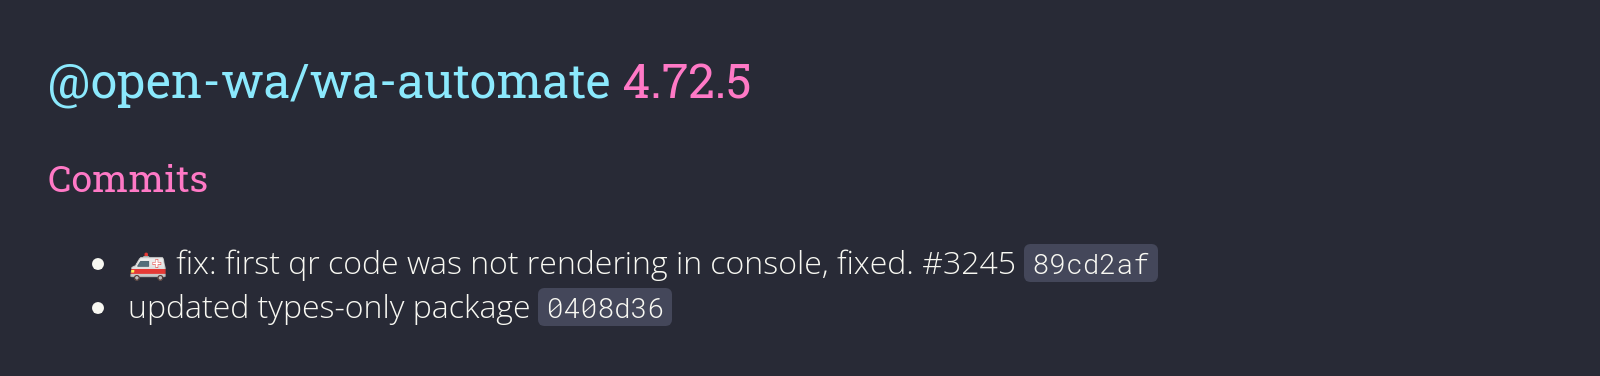 @open-wa/wa-automate 4.72.5
Commits
🚑 fix: first qr code was not rendering in console, fixed. #3245 89cd2af
updated types-only package 0408d36